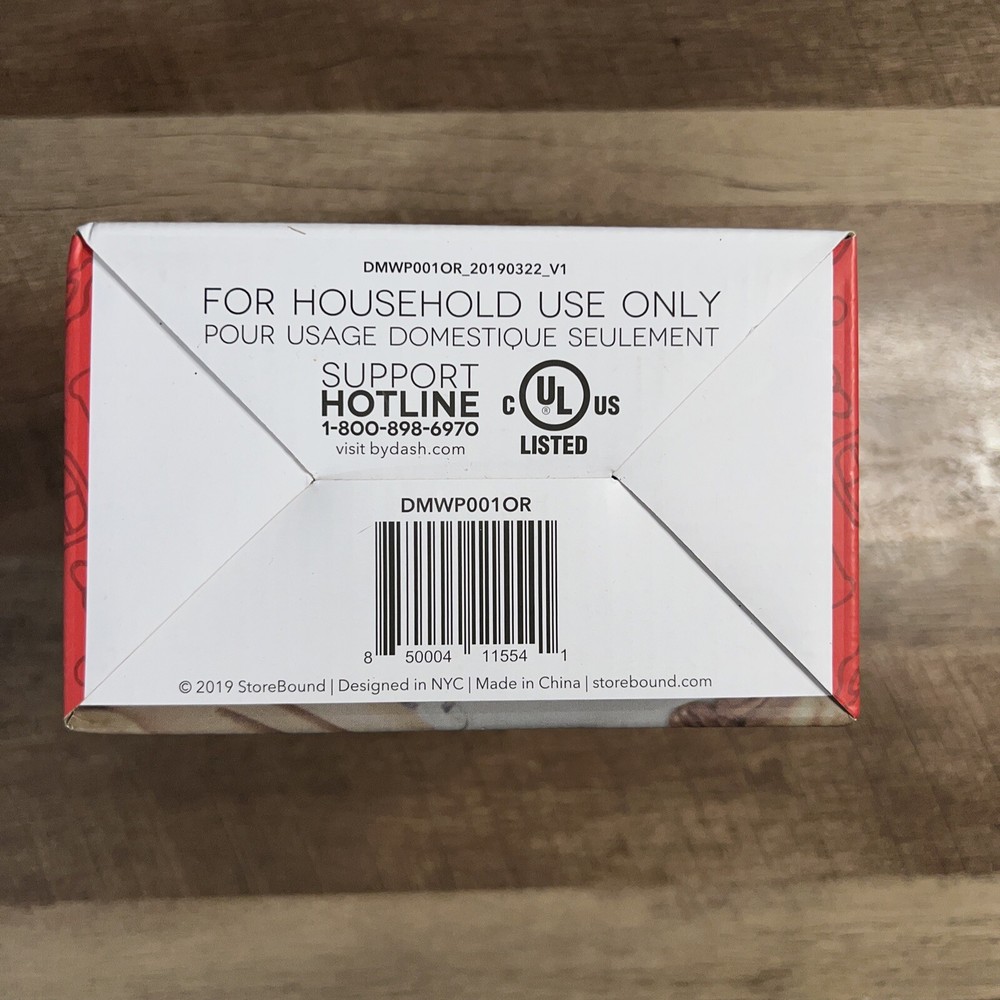 DMWP001OR_20190322_V1
FOR HOUSEHOLD USE ONLY
POUR USAGE DOMESTIQUE SEULEMENT
SUPPORT
HOTLINE
1-800-898-6970
visit bydash.com
C UL ® US
LISTED
DMWP001OR
8 50004 11554 1
© 2019 StoreBound | Designed in NYC | Made in China | storebound.com